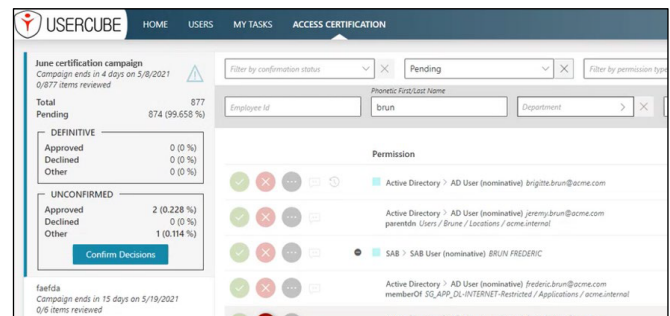 USERCUBE HOME USERS MY TASKS ACCESS CERTIFICATION
June certification campaign
Campaign ends in 4 days on 5/8/2021
0/877 items reviewed
Total 877
Pending 874 (99.658 %)
DEFINITIVE
Approved 0 (0 %)
Declined 0 (0 %)
Other 0 (0 %)
UNCONFIRMED
Approved 2 (0.228 %)
Declined 0 (0 %)
Other 1 (0.114 %)
Confirm Decisions
faefda
Campaign ends in 15 days on 5/19/2021
0/6 items reviewed
Filter by confirmation status Pending Filter by permission type
Phonetic First/Last Name
Employee Id brun Department
Permission
Active Directory > AD User (nominative) brigitte.brun@acme.com
Active Directory > AD User (nominative) jeremy.brun@acme.com
parentdn Users / Brune / Locations / acme.internal
SAB > SAB User (nominative) BRUN FREDERIC
Active Directory > AD User (nominative) frederic.brun@acme.com
memberOf SG_APP_DL-INTERNET-Restricted / Applications / acme.internal